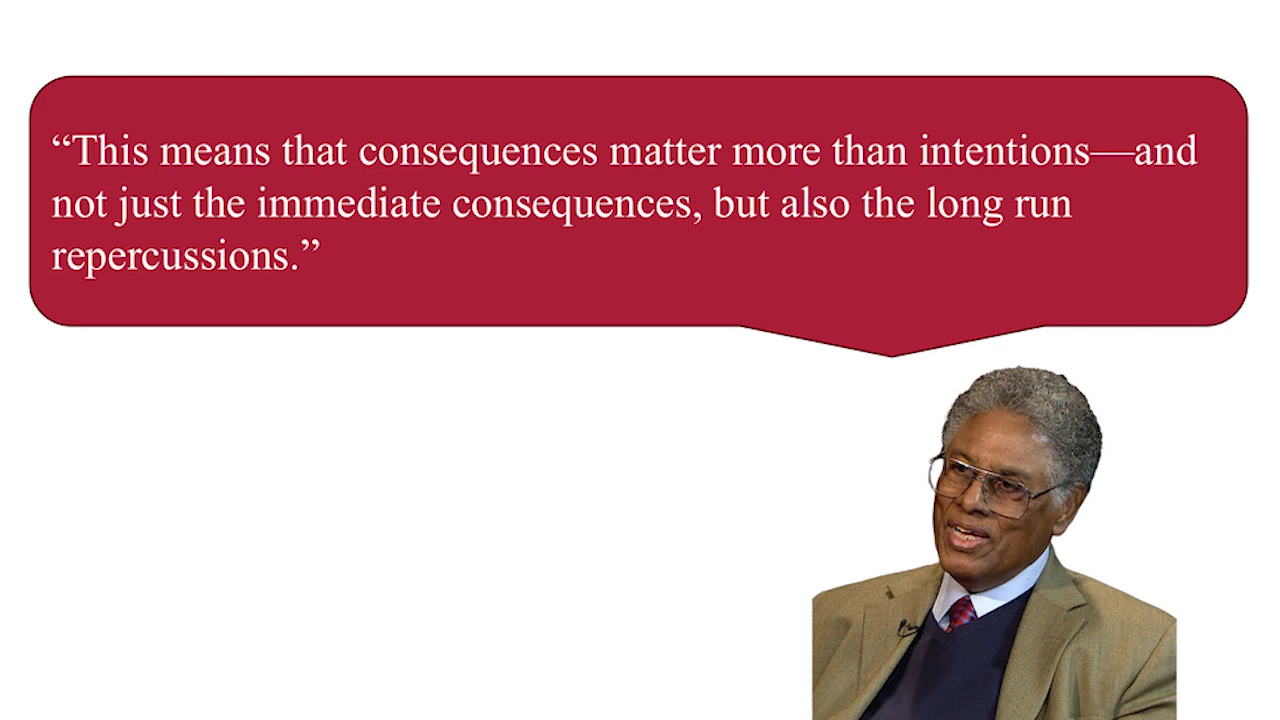 “This means that consequences matter more than intentions—and
not just the immediate consequences, but also the long run
repercussions.”